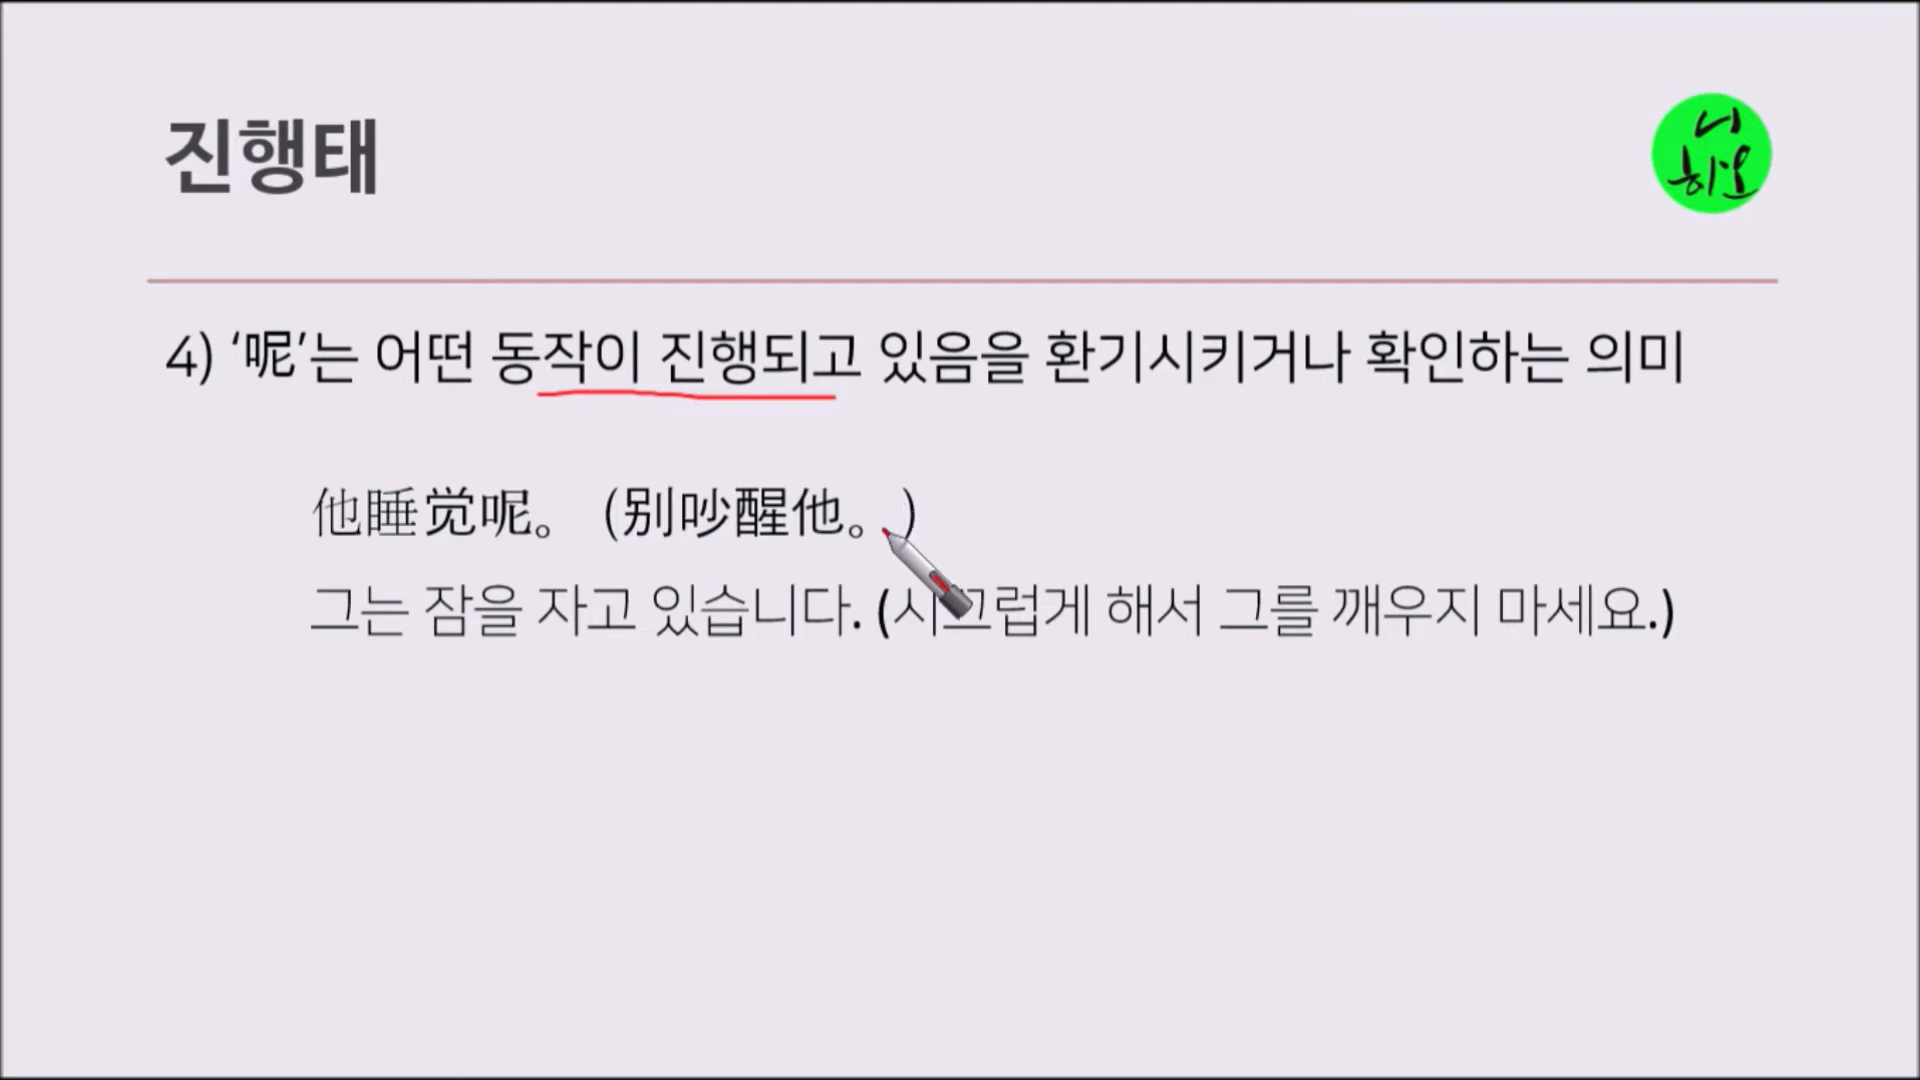 진행태
니
하오
4) ‘呢’는 어떤 동작이 진행되고 있음을 환기시키거나 확인하는 의미
他睡觉呢。 (别吵醒他。)
그는 잠을 자고 있습니다. (시끄럽게 해서 그를 깨우지 마세요.)